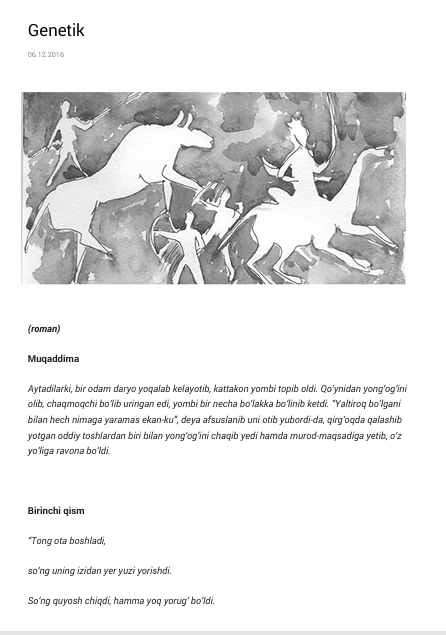 Genetik
06.12.2016
(roman)
Muqaddima
Aytadilarki, bir odam daryo yoqalab kelayotib, kattakon yombi topib oldi. Qo‘ynidan yong‘og‘ini
olib, chaqmoqchi bo‘lib uringan edi, yombi bir necha bo‘lakka bo‘linib ketdi. “Yaltiroq bo‘lgani
bilan hech nimaga yaramas ekan-ku”, deya afsuslanib uni otib yubordi-da, qirg‘oqda qalashib
yotgan oddiy toshlardan biri bilan yong‘og‘ini chaqib yedi hamda murod-maqsadiga yetib, o‘z
yo‘liga ravona bo‘ldi.
Birinchi qism
“Tong ota boshladi,
so‘ng uning izidan yer yuzi yorishdi.
So‘ng quyosh chiqdi, hamma yoq yorug‘ bo‘ldi.